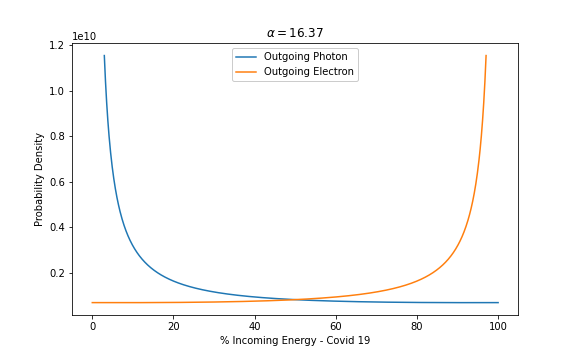 α = 16.37
1e10
Outgoing Photon
Outgoing Electron
1.2
1.0
0.8
0.6
0.4
0.2
Probability Density
0 20 40 60 80 100
% Incoming Energy - Covid 19